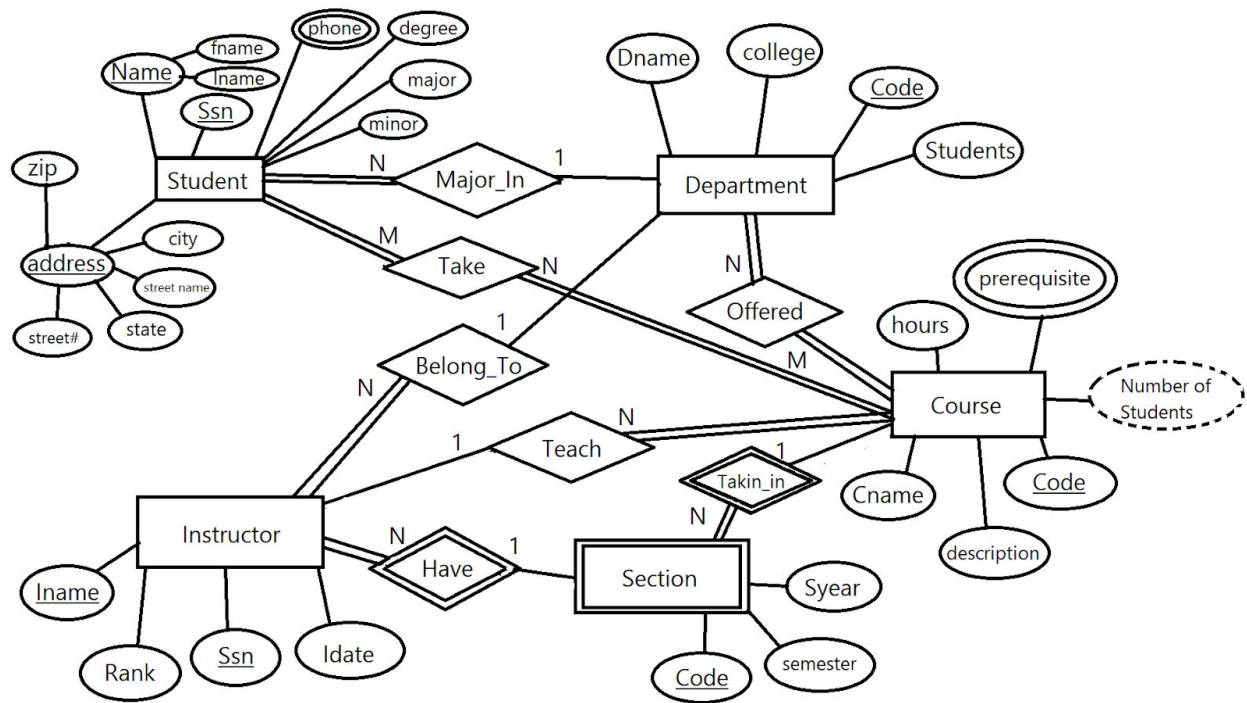 phone
degree
fname
Name
lname
major
Ssn
minor
Dname
college
Code
Students
zip
Student
N
Major_In
1
Department
city
M
Take
N
N
address
street name
street#
state
Offered
prerequisite
hours
1
Belong_To
N
M
Course
Number of
Students
1
Teach
N
1
Takin_in
N
Cname
Code
description
Instructor
N
Have
1
Section
Syear
Iname
Rank
Ssn
Idate
Code
semester